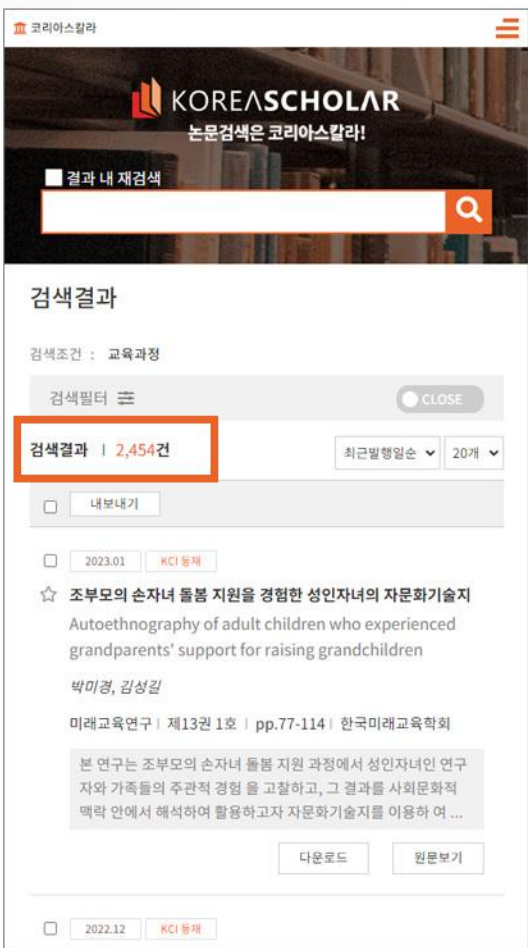 코리아스칼라
KOREASCHOLAR
논문검색은 코리아스칼라!
결과 내 재검색
검색결과
검색조건 : 교육과정
검색필터
CLOSE
검색결과 | 2,454건
최근발행일순 20개
내보내기
2023.01 KCI 등재
조부모의 손자녀 돌봄 지원을 경험한 성인자녀의 자문화기술지
Autoethnography of adult children who experienced
grandparents' support for raising grandchildren
박미경, 김성길
미래교육연구 | 제13권 1호 | pp.77-114 | 한국미래교육학회
본 연구는 조부모의 손자녀 돌봄 지원 과정에서 성인자녀인 연구
자와 가족들의 주관적 경험 을 고찰하고, 그 결과를 사회문화적
맥락 안에서 해석하여 활용하고자 자문화기술지를 이용하 여 ...
다운로드 원문보기
2022.12 KCI 등재